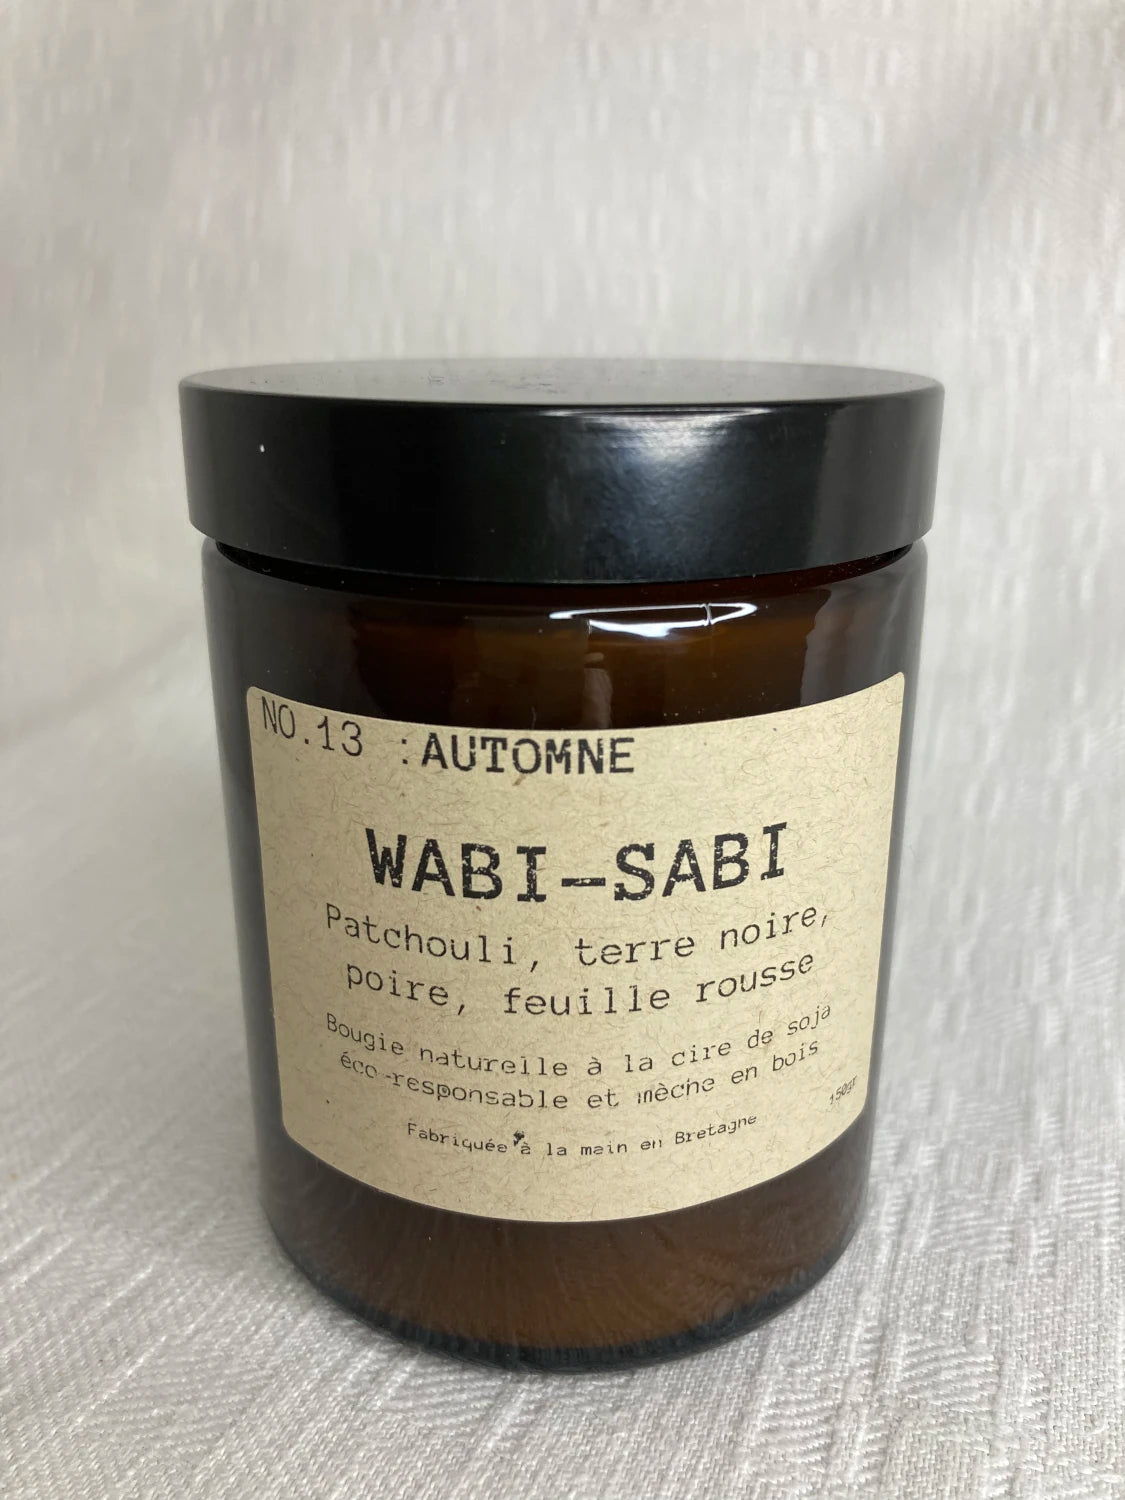 NO.13 :AUTOMNE
WABI-SABI
Patchouli, terre noire,
poire, feuille rousse
Bougie naturelle à la cire de soja
éco-responsable et mèche en bois
150gr
Fabriquée à la main en Bretagne